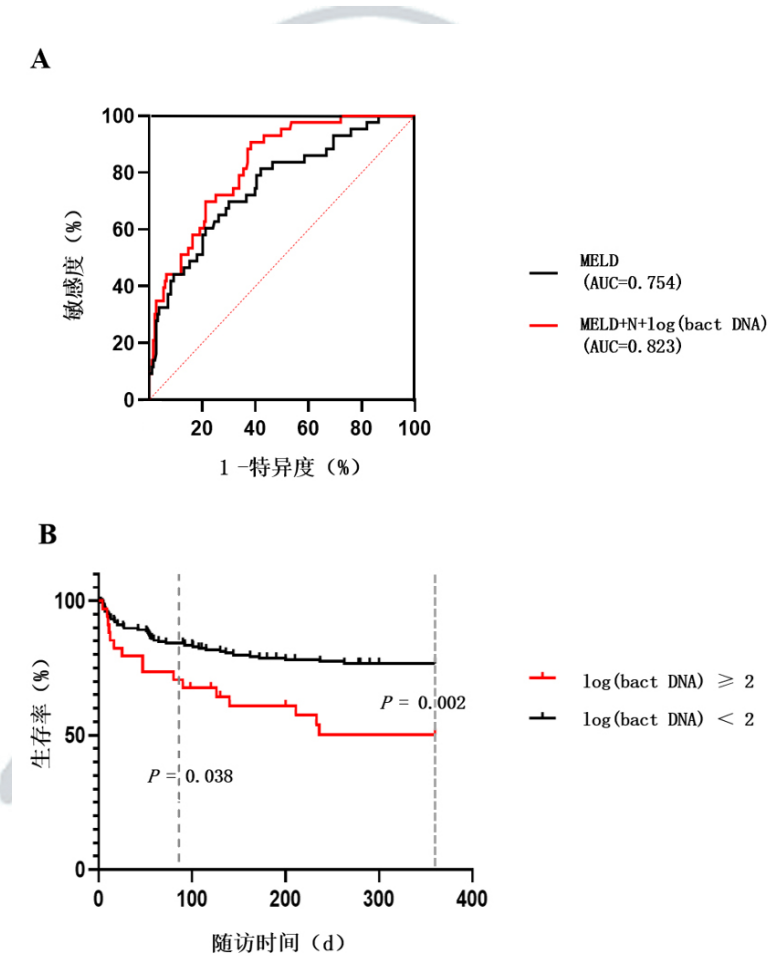 A
100
80
60
40
20
0
敏感度（%）
20 40 60 80 100
1 -特异度（%）
MELD
(AUC=0.754)
MELD+N+log(bact DNA)
(AUC=0.823)
B
100
50
0
生存率（%）
P = 0.002
P = 0.038
0 100 200 300 400
随访时间（d）
log(bact DNA) ≥ 2
log(bact DNA) < 2